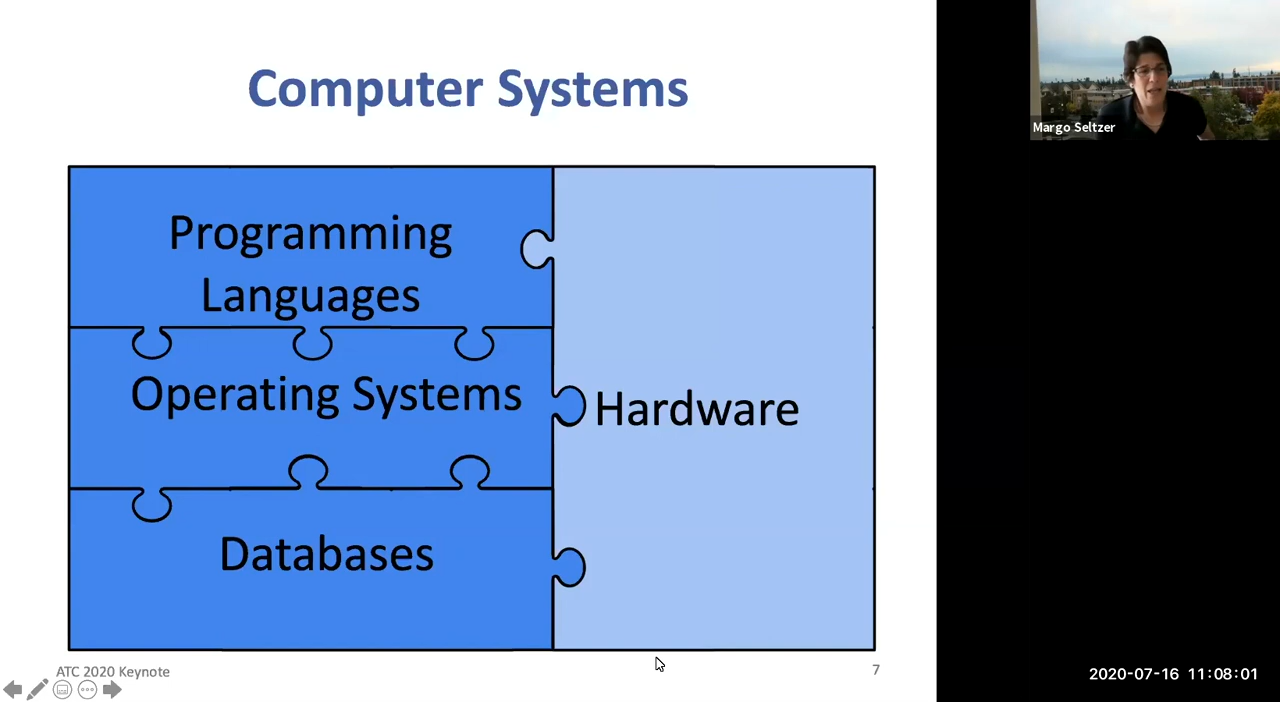 Computer Systems
Programming
Languages
Operating Systems
Hardware
Databases
ATC 2020 Keynote
7
Margo Seltzer
2020-07-16 11:08:01